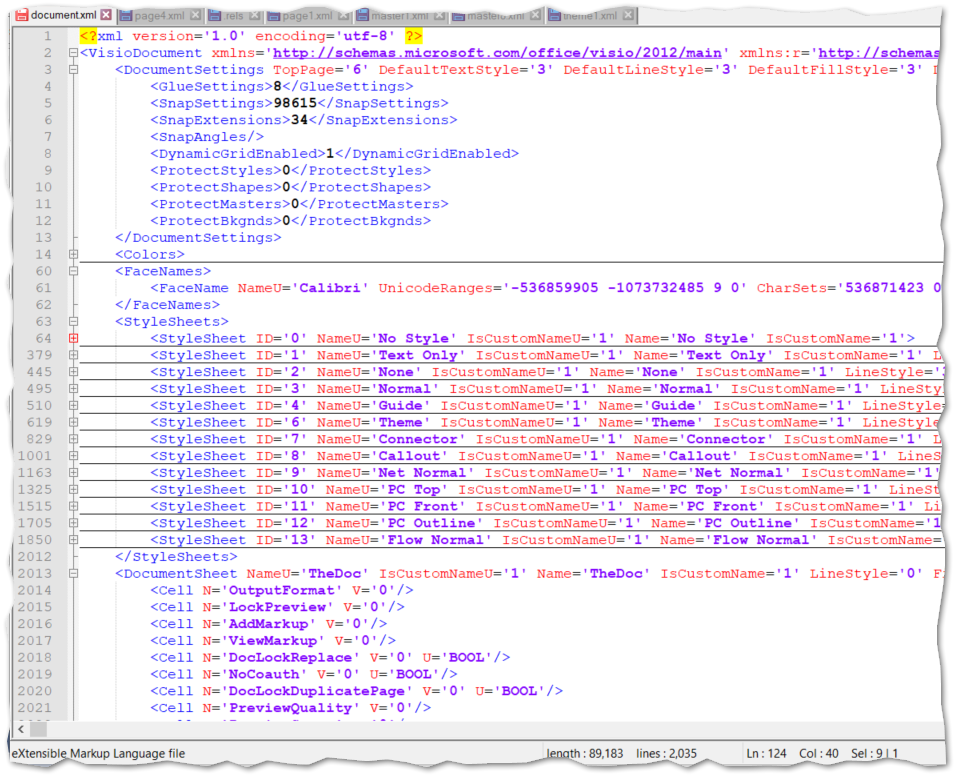 document.xml page4.xml .rels page1.xml master1.xml master6.xml theme1.xml
1 <?xml version='1.0' encoding='utf-8' ?>
2 <VisioDocument xmlns='http://schemas.microsoft.com/office/visio/2012/main' xmlns:r='http://schemas
3 <DocumentSettings TopPage='6' DefaultTextStyle='3' DefaultLineStyle='3' DefaultFillStyle='3'
4 <GlueSettings>8</GlueSettings>
5 <SnapSettings>98615</SnapSettings>
6 <SnapExtensions>34</SnapExtensions>
7 <SnapAngles/>
8 <DynamicGridEnabled>1</DynamicGridEnabled>
9 <ProtectStyles>0</ProtectStyles>
10 <ProtectShapes>0</ProtectShapes>
11 <ProtectMasters>0</ProtectMasters>
12 <ProtectBkgnds>0</ProtectBkgnds>
13 </DocumentSettings>
14 <Colors>
60 <FaceNames>
61 <FaceName NameU='Calibri' UnicodeRanges='-536859905 -1073732485 9 0' CharSets='536871423 0
62 </FaceNames>
63 <StyleSheets>
64 <StyleSheet ID='0' NameU='No Style' IsCustomNameU='1' Name='No Style' IsCustomName='1'>
379 <StyleSheet ID='1' NameU='Text Only' IsCustomNameU='1' Name='Text Only' IsCustomName='1' L
445 <StyleSheet ID='2' NameU='None' IsCustomNameU='1' Name='None' IsCustomName='1' LineStyle='
495 <StyleSheet ID='3' NameU='Normal' IsCustomNameU='1' Name='Normal' IsCustomName='1' LineSty
510 <StyleSheet ID='4' NameU='Guide' IsCustomNameU='1' Name='Guide' IsCustomName='1' LineStyle=
619 <StyleSheet ID='6' NameU='Theme' IsCustomNameU='1' Name='Theme' IsCustomName='1' LineStyle
829 <StyleSheet ID='7' NameU='Connector' IsCustomNameU='1' Name='Connector' IsCustomName='1' L
1001 <StyleSheet ID='8' NameU='Callout' IsCustomNameU='1' Name='Callout' IsCustomName='1' LineS
1163 <StyleSheet ID='9' NameU='Net Normal' IsCustomNameU='1' Name='Net Normal' IsCustomName='1'
1325 <StyleSheet ID='10' NameU='PC Top' IsCustomNameU='1' Name='PC Top' IsCustomName='1' LineSt
1515 <StyleSheet ID='11' NameU='PC Front' IsCustomNameU='1' Name='PC Front' IsCustomName='1' Li
1705 <StyleSheet ID='12' NameU='PC Outline' IsCustomNameU='1' Name='PC Outline' IsCustomName='1
1850 <StyleSheet ID='13' NameU='Flow Normal' IsCustomNameU='1' Name='Flow Normal' IsCustomName=
2012 </StyleSheets>
2013 <DocumentSheet NameU='TheDoc' IsCustomNameU='1' Name='TheDoc' IsCustomName='1' LineStyle='0' F
2014 <Cell N='OutputFormat' V='0'/>
2015 <Cell N='LockPreview' V='0'/>
2016 <Cell N='AddMarkup' V='0'/>
2017 <Cell N='ViewMarkup' V='0'/>
2018 <Cell N='DocLockReplace' V='0' U='BOOL'/>
2019 <Cell N='NoCoauth' V='0' U='BOOL'/>
2020 <Cell N='DocLockDuplicatePage' V='0' U='BOOL'/>
2021 <Cell N='PreviewQuality' V='0'/>
eXtensible Markup Language file length : 89,183 lines : 2,035 Ln : 124 Col : 40 Sel : 9 | 1